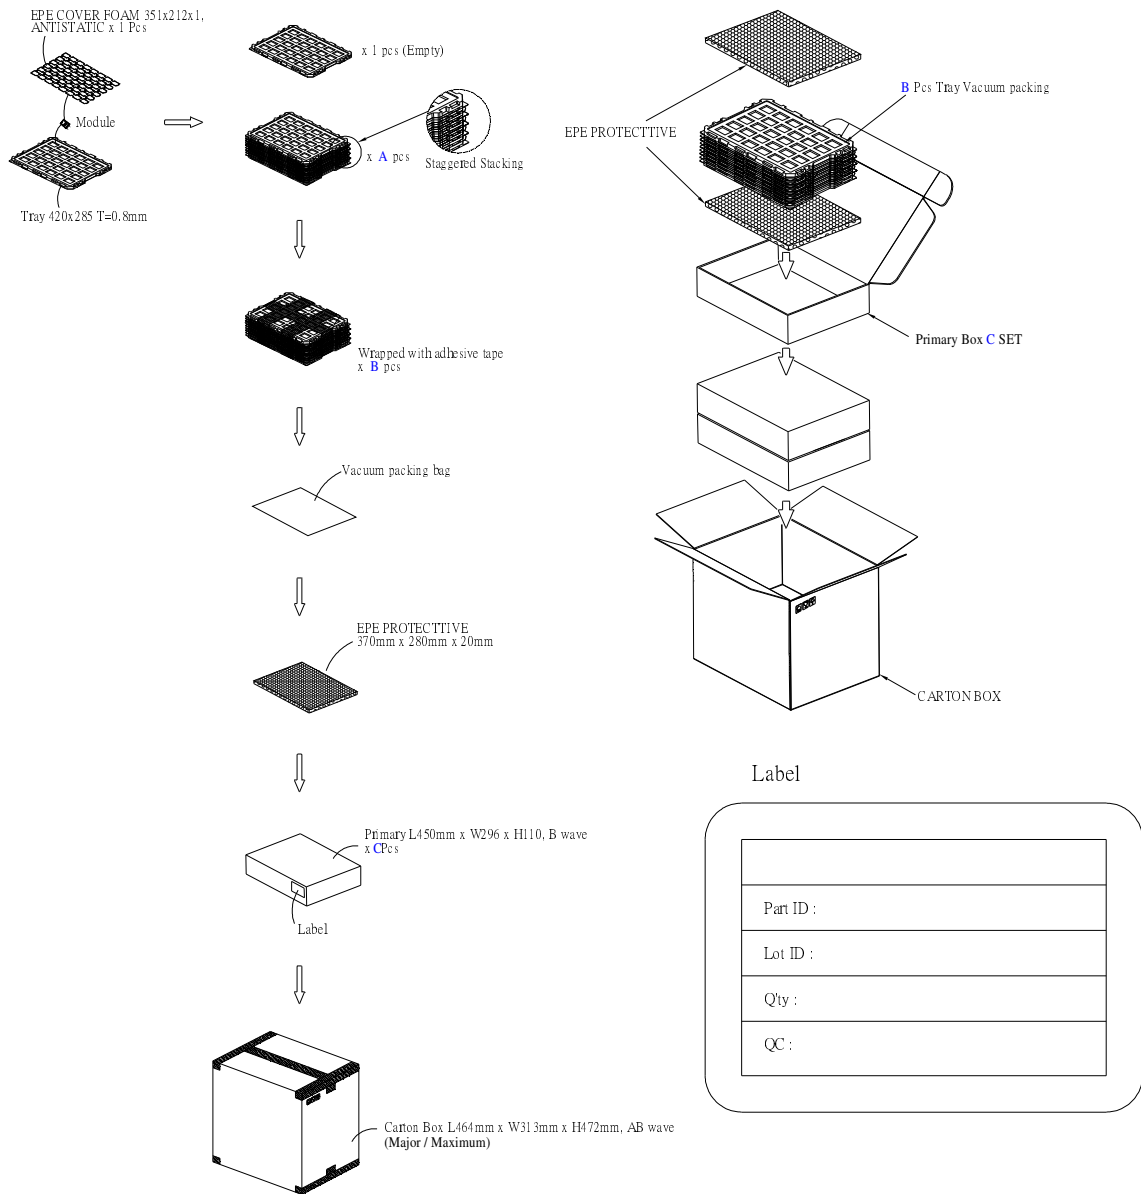 EPE COVER FOAM 351x212x1,
ANTISTATIC x 1 Pcs
Module
Tray 420x285 T=0.8mm
x 1 pcs (Empty)
x A pcs
Staggered Stacking
Wrapped with adhesive tape
x B pcs
Vacuum packing bag
EPE PROTECTTIVE
370mm x 280mm x 20mm
Primary L450mm x W296 x H110, B wave
x CPcs
Label
Carton Box L464mm x W313mm x H472mm, AB wave
(Major / Maximum)
B Pcs Tray Vacuum packing
EPE PROTECTTIVE
Primary Box C SET
CARTON BOX
Label
Part ID :
Lot ID :
Q'ty :
QC :